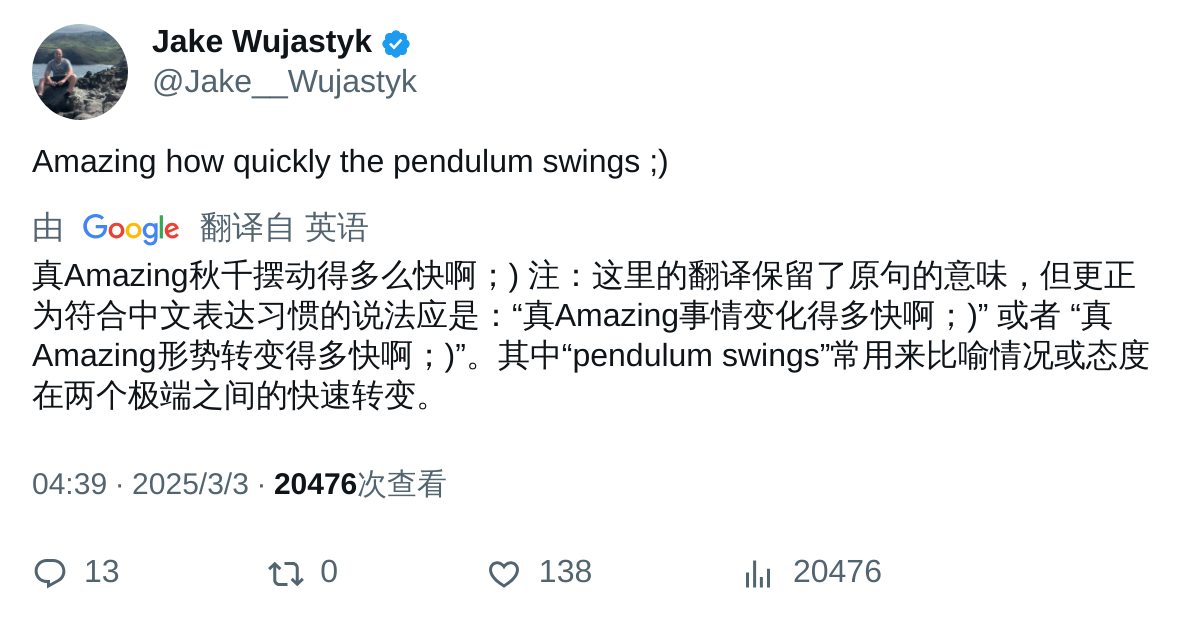 Jake Wujastyk
@Jake__Wujastyk
Amazing how quickly the pendulum swings ;)
由 Google 翻译自 英语
真Amazing秋千摆动得多么快啊；) 注：这里的翻译保留了原句的意味，但更正
为符合中文表达习惯的说法应是：“真Amazing事情变化得多快啊；)” 或者 “真
Amazing形势转变得多快啊；)”。其中“pendulum swings”常用来比喻情况或态度
在两个极端之间的快速转变。
04:39 · 2025/3/3 · 20476次查看
13 0 138 20476